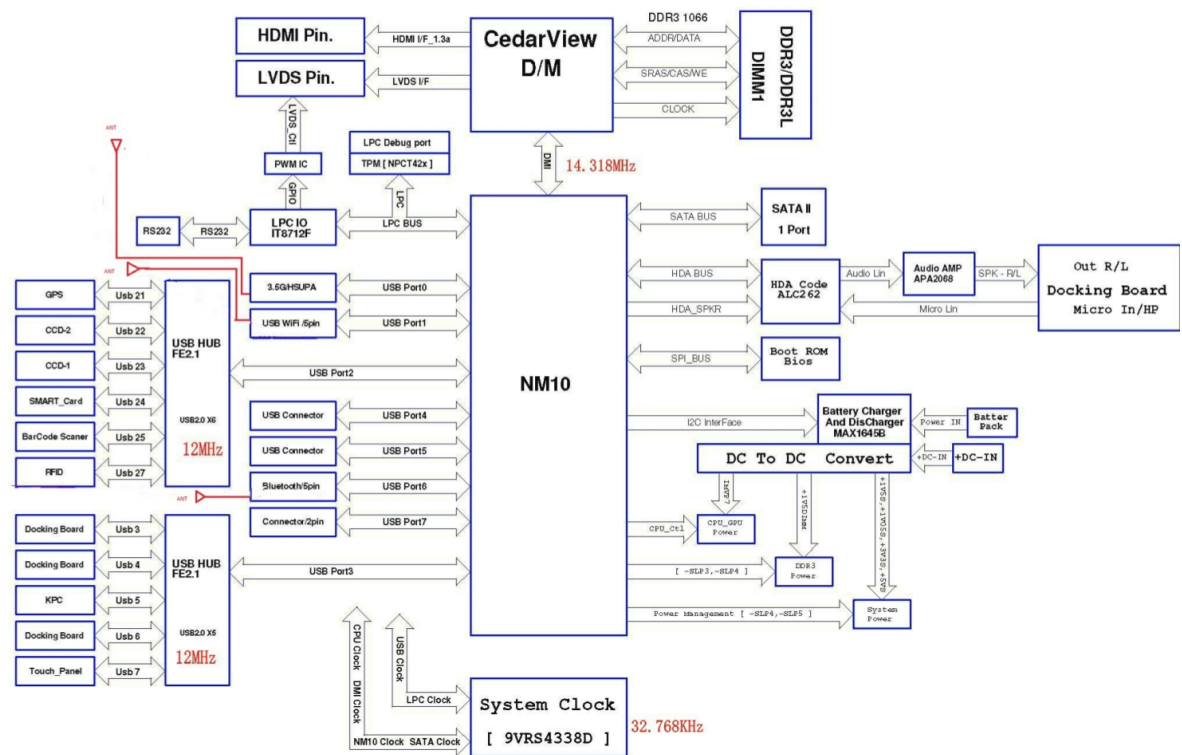 HDMI Pin.
HDMI I/F_1.3a
CedarView
D/M
DDR3 1066
ADDR/DATA
SRAS/CAS/WE
CLOCK
DDR3/DDR3L
DIMM1
LVDS Pin.
LVDS I/F
LVDS_Ctl
ANT
PWM IC
GPIO
LPC Debug port
TPM [ NPCT42x ]
LPC
DMI
14.318MHz
RS232
RS232
LPC IO
IT8712F
LPC BUS
NM10
SATA BUS
SATA II
1 Port
HDA BUS
HDA_SPKR
HDA Code
ALC262
Audio Lin
Audio AMP
APA2068
SPK - R/L
Micro Lin
Out R/L
Docking Board
Micro In/HP
SPI_BUS
Boot ROM
Bios
ANT
3.5G/HSUPA
USB Port0
USB WiFi /5pin
USB Port1
GPS
Usb 21
CCD-2
Usb 22
CCD-1
Usb 23
SMART_Card
Usb 24
BarCode Scaner
Usb 25
RFID
Usb 27
USB HUB
FE2.1
USB2.0 X6
12MHz
USB Port2
USB Connector
USB Port4
USB Connector
USB Port5
ANT
Bluetooth/5pin
USB Port6
Connector/2pin
USB Port7
I2C InterFace
Battery Charger
And DisCharger
MAX1645B
Power IN
Batter
Pack
DC To DC Convert
+DC-IN
+DC-IN
IMVP7
+1V5Dimm
+1V5S,+1V05S,+3V3S,+5VS
CPU_Ctl
CPU_GPU
Power
[ -SLP3,-SLP4 ]
DDR3
Power
Power Management [ -SLP4,-SLP5 ]
System
Power
Docking Board
Usb 3
Docking Board
Usb 4
KPC
Usb 5
Docking Board
Usb 6
Touch_Panel
Usb 7
USB HUB
FE2.1
USB2.0 X5
12MHz
USB Port3
CPU Clock DMI Clock
USB Clock
LPC Clock
NM10 Clock SATA Clock
System Clock
[ 9VRS4338D ]
32.768KHz